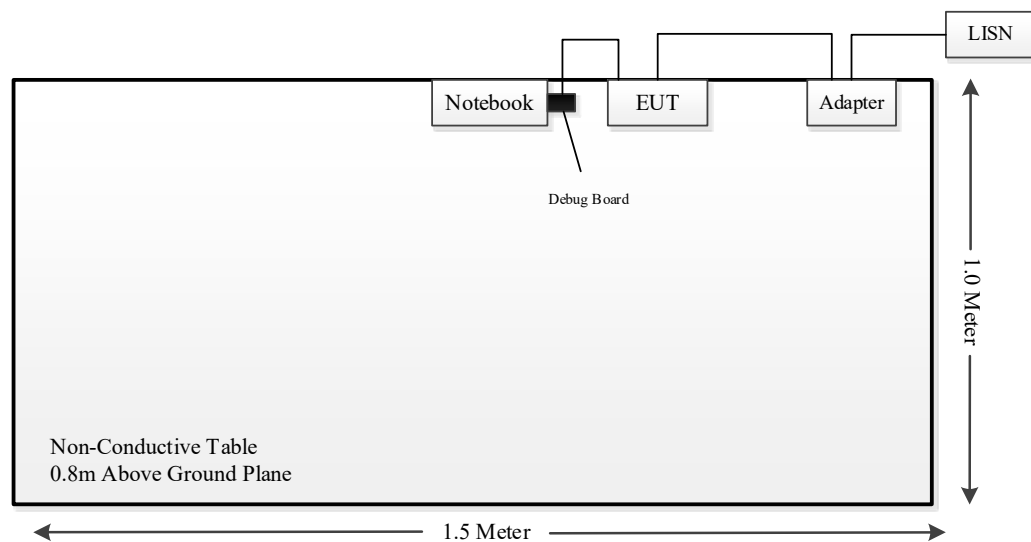 LISN
Notebook
EUT
Adapter
Debug Board
1.0 Meter
Non-Conductive Table
0.8m Above Ground Plane
1.5 Meter